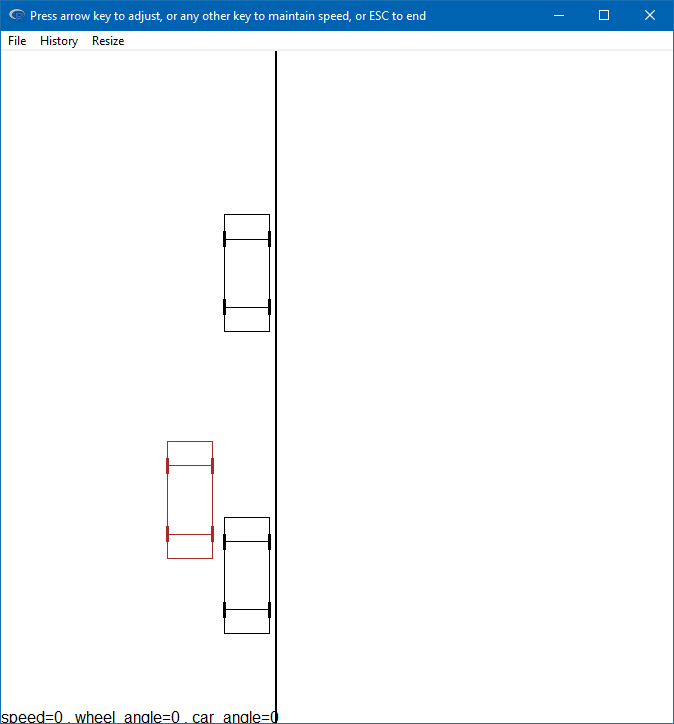 Press arrow key to adjust, or any other key to maintain speed, or ESC to end
File History Resize
speed=0 , wheel_angle=0 , car_angle=0